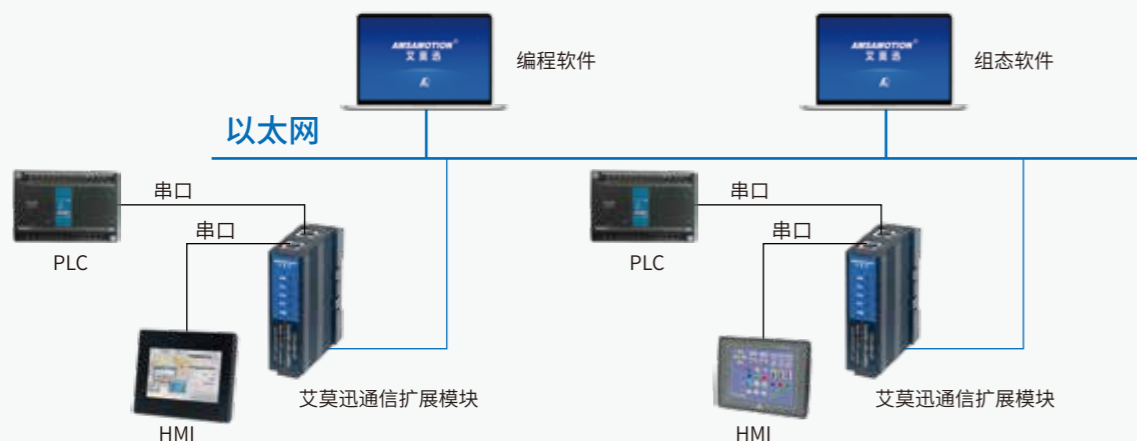 AMSAMOTION®
艾莫迅
编程软件
AMSAMOTION®
艾莫迅
组态软件
以太网
串口
串口
PLC
HMI
艾莫迅通信扩展模块
串口
串口
PLC
HMI
艾莫迅通信扩展模块